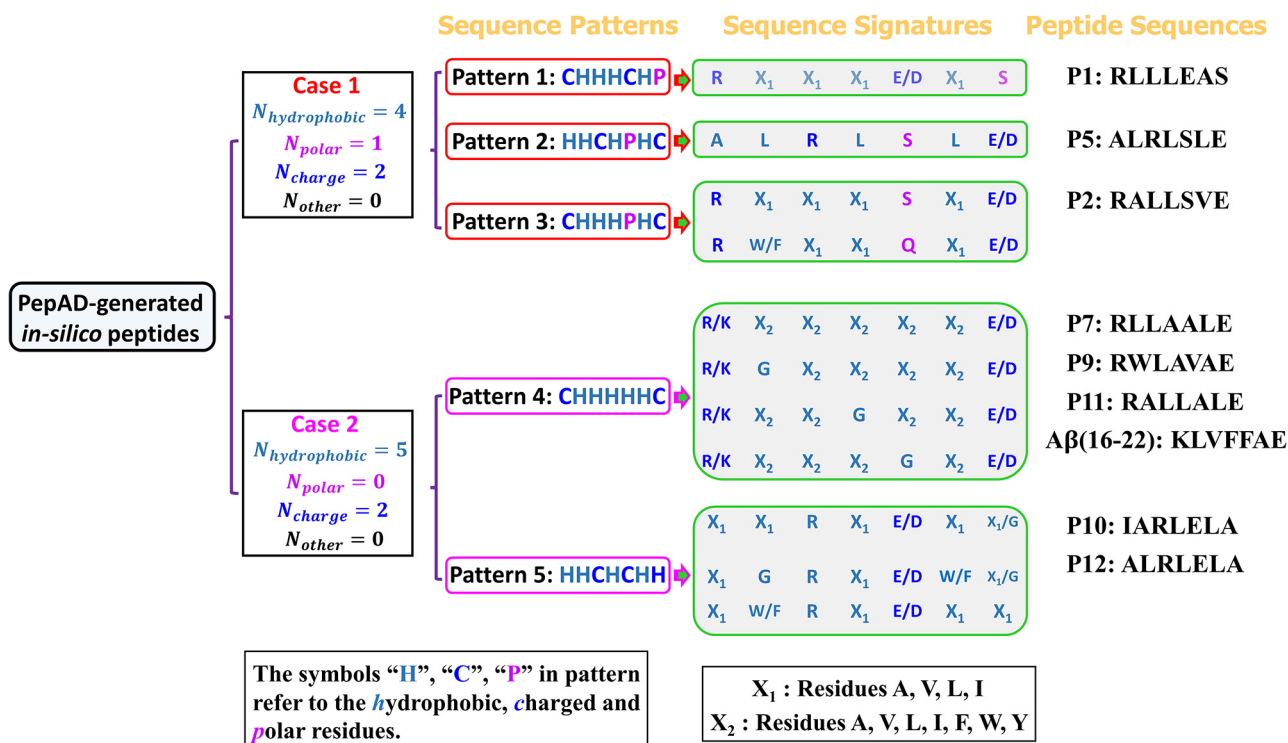 Sequence Patterns
Sequence Signatures
Peptide Sequences
PepAD-generated
in-silico peptides
Case 1
N_hydrophobic = 4
N_polar = 1
N_charge = 2
N_other = 0
Pattern 1: CHHHCHP
R X₁ X₁ X₁ E/D X₁ S
P1: RLLLEAS
Pattern 2: HHCHPHC
A L R L S L E/D
P5: ALRLSLE
Pattern 3: CHHHPHC
R X₁ X₁ X₁ S X₁ E/D
R W/F X₁ X₁ Q X₁ E/D
P2: RALLSVE
Case 2
N_hydrophobic = 5
N_polar = 0
N_charge = 2
N_other = 0
Pattern 4: CHHHHHC
R/K X₂ X₂ X₂ X₂ X₂ E/D
R/K G X₂ X₂ X₂ X₂ E/D
R/K X₂ X₂ G X₂ X₂ E/D
R/K X₂ X₂ X₂ G X₂ E/D
P7: RLLAALE
P9: RWLAVAE
P11: RALLALE
Aβ(16-22): KLVFFAE
Pattern 5: HHCHCHH
X₁ X₁ R X₁ E/D X₁ X₁/G
X₁ G R X₁ E/D W/F X₁/G
X₁ W/F R X₁ E/D X₁ X₁
P10: IARLELA
P12: ALRLELA
The symbols “H”, “C”, “P” in pattern
refer to the hydrophobic, charged and
polar residues.
X₁ : Residues A, V, L, I
X₂ : Residues A, V, L, I, F, W, Y